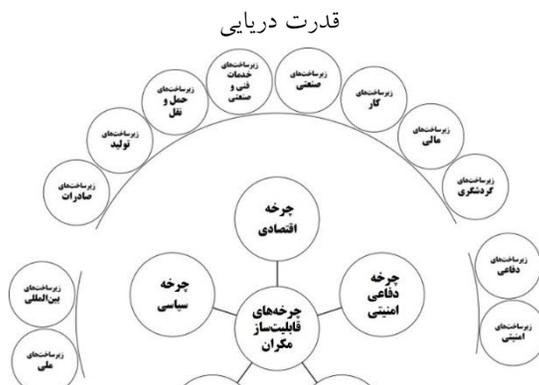 قدرت دریایی
زیرساخت‌های
صنعتی
زیرساخت‌های
خدمات
فنی و
صنعتی
زیرساخت‌های
حمل و
نقل
زیرساخت‌های
تولید
زیرساخت‌های
صادرات
زیرساخت‌های
کار
زیرساخت‌های
مالی
زیرساخت‌های
گردشگری
چرخه
اقتصادی
چرخه
دفاعی
امنیتی
چرخه
سیاسی
چرخه‌های
قابلیت‌ساز
مکران
زیرساخت‌های
دفاعی
زیرساخت‌های
امنیتی
زیرساخت‌های
بین‌المللی
زیرساخت‌های
ملی